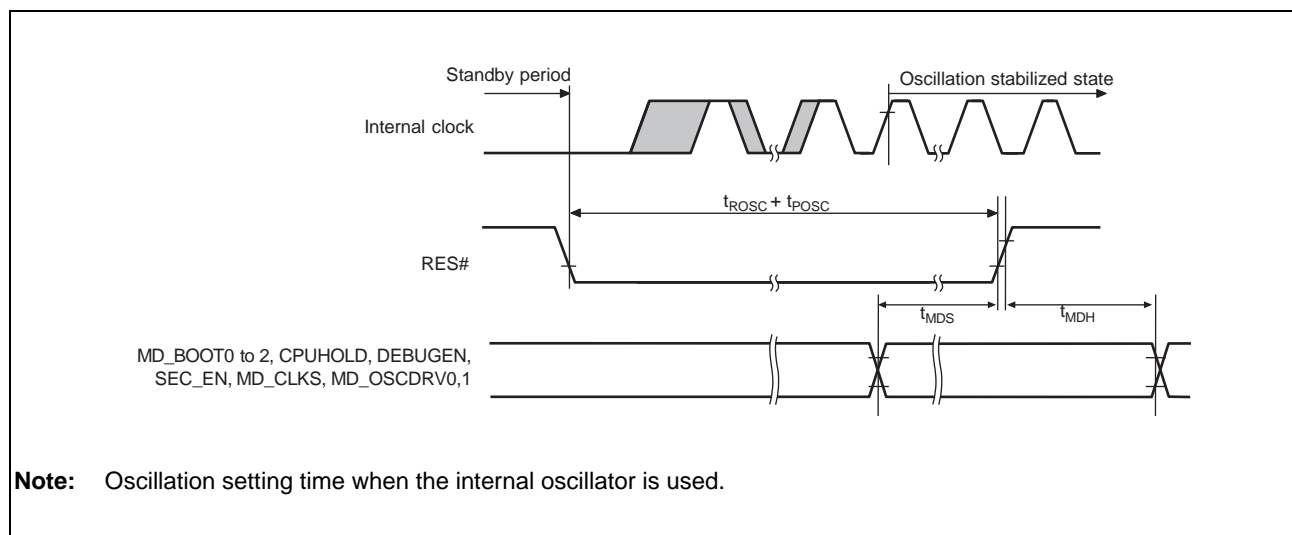 Standby period
Oscillation stabilized state
Internal clock
tROSC + tPOSC
RES#
tMDS
tMDH
MD_BOOT0 to 2, CPUHOLD, DEBUGEN,
SEC_EN, MD_CLKS, MD_OSCDRV0,1
Note: Oscillation setting time when the internal oscillator is used.